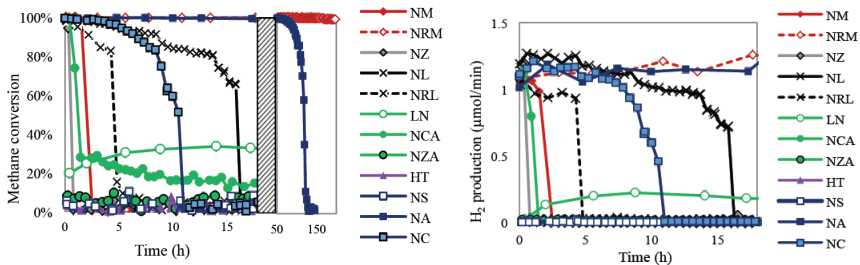 100%
80%
60%
40%
20%
0%
Methane conversion
0
5
10
15
50
150
Time (h)
NM
NRM
NZ
NL
NRL
LN
NCA
NZA
HT
NS
NA
NC
1.5
1
0.5
0
H2 production (μmol/min)
0
5
10
15
Time (h)
NM
NRM
NZ
NL
NRL
LN
NCA
NZA
HT
NS
NA
NC